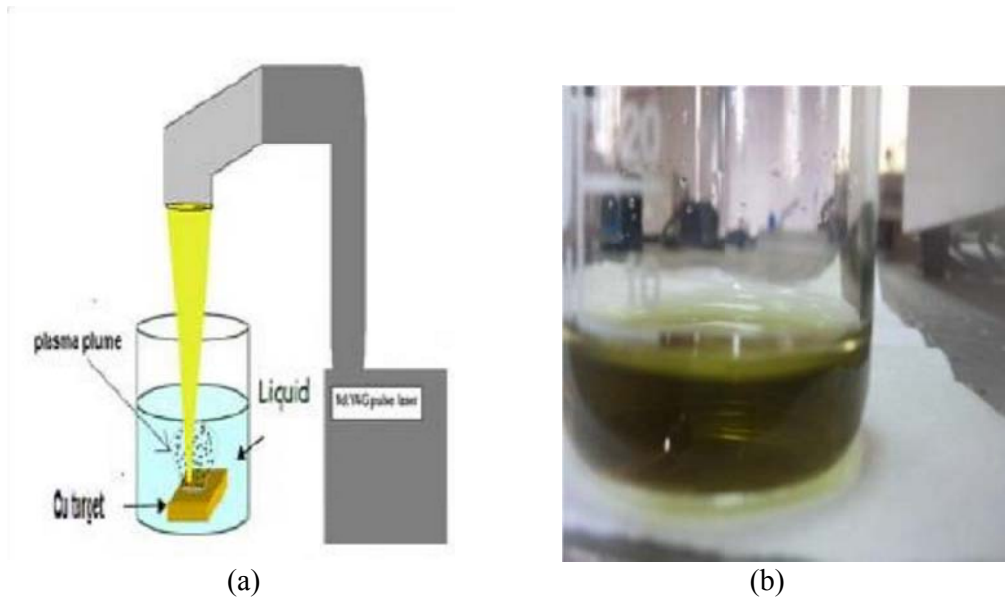 plasma plume
Liquid
Nd:YAG pulse laser
Cu target
20
10
(a)
(b)